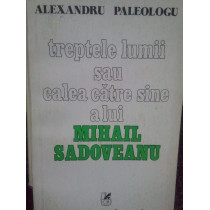 ALEXANDRU PALEOLOGU
treptele lumii
sau
calea către sine
a lui
MIHAIL
SADOVEANU